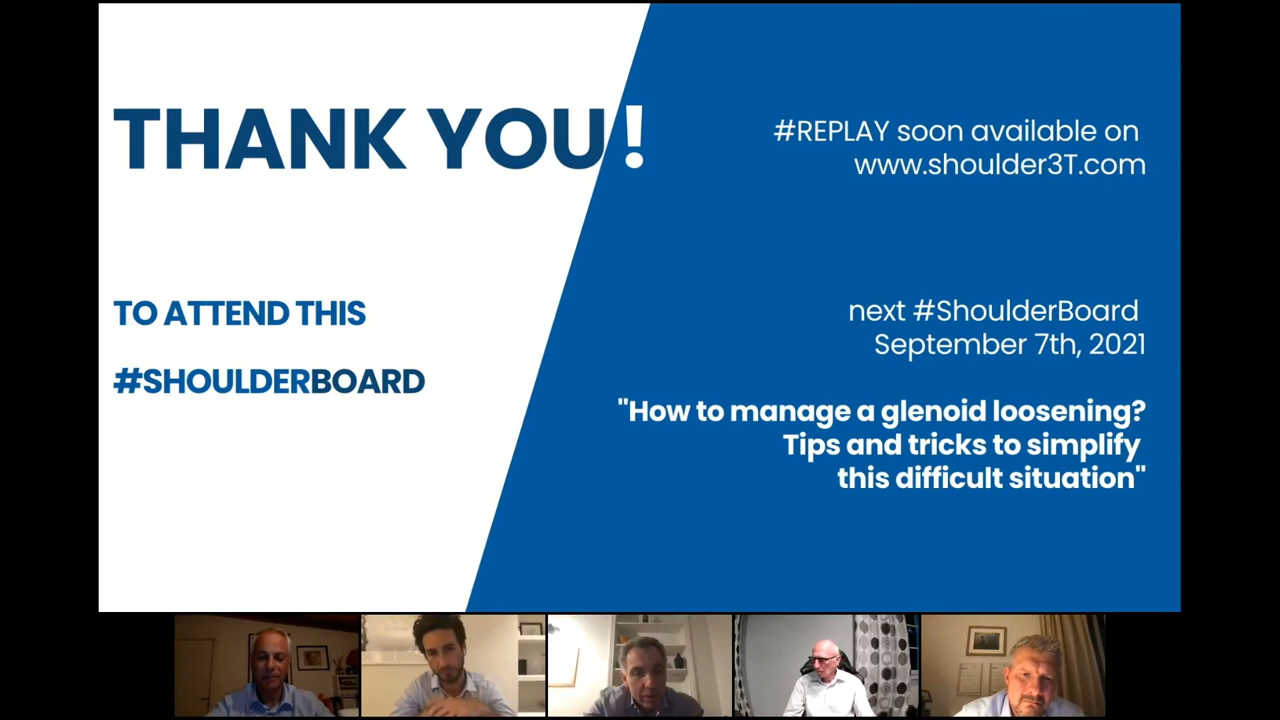 THANK YOU!
TO ATTEND THIS
#SHOULDERBOARD
#REPLAY soon available on
www.shoulder3T.com
next #ShoulderBoard
September 7th, 2021
"How to manage a glenoid loosening?
Tips and tricks to simplify
this difficult situation"